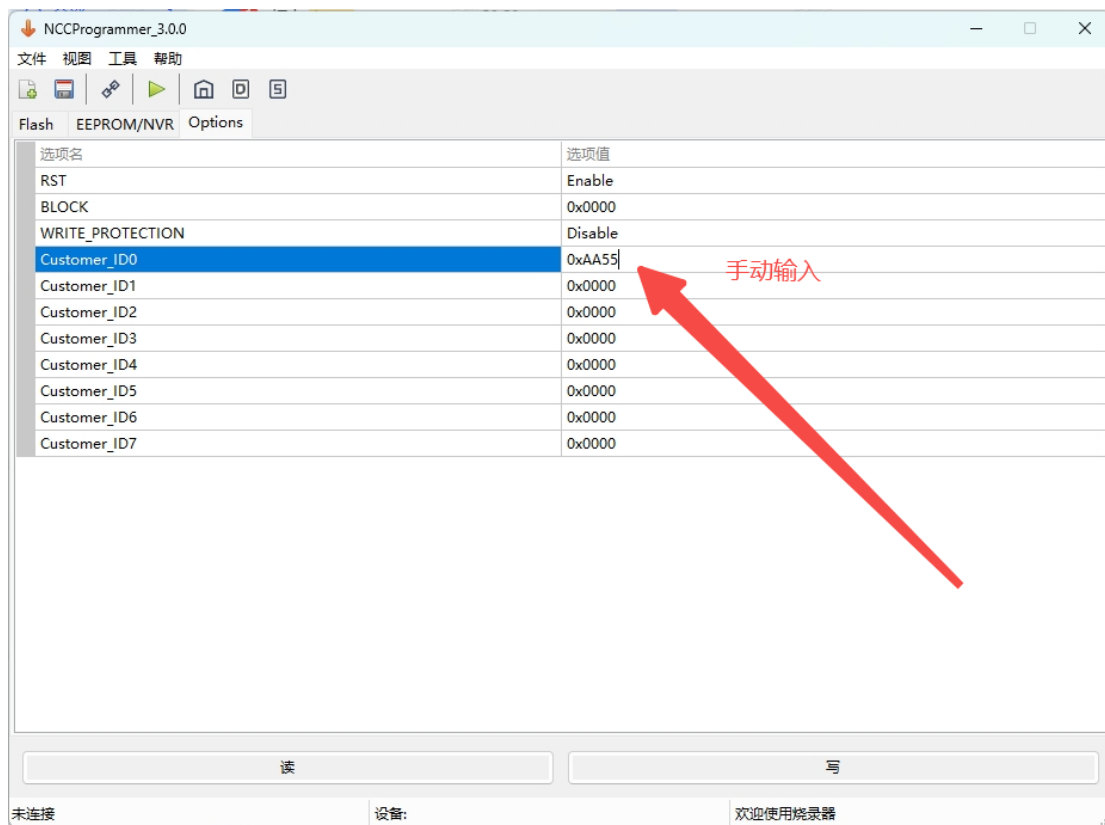 NCCProgrammer_3.0.0
文件 视图 工具 帮助
D S
Flash EEPROM/NVR Options
选项名 选项值
RST Enable
BLOCK 0x0000
WRITE_PROTECTION Disable
Customer_ID0 0xAA55 手动输入
Customer_ID1 0x0000
Customer_ID2 0x0000
Customer_ID3 0x0000
Customer_ID4 0x0000
Customer_ID5 0x0000
Customer_ID6 0x0000
Customer_ID7 0x0000
读 写
未连接 设备: 欢迎使用烧录器